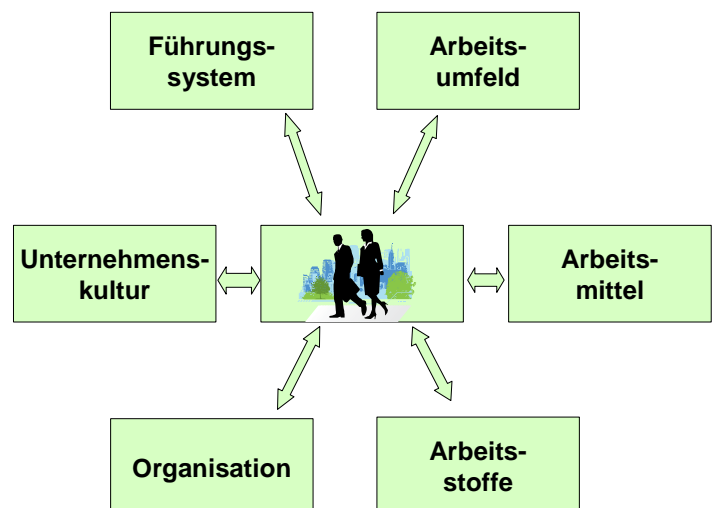 Führungs-
system
Arbeits-
umfeld
Unternehmens-
kultur
Arbeits-
mittel
Organisation
Arbeits-
stoffe